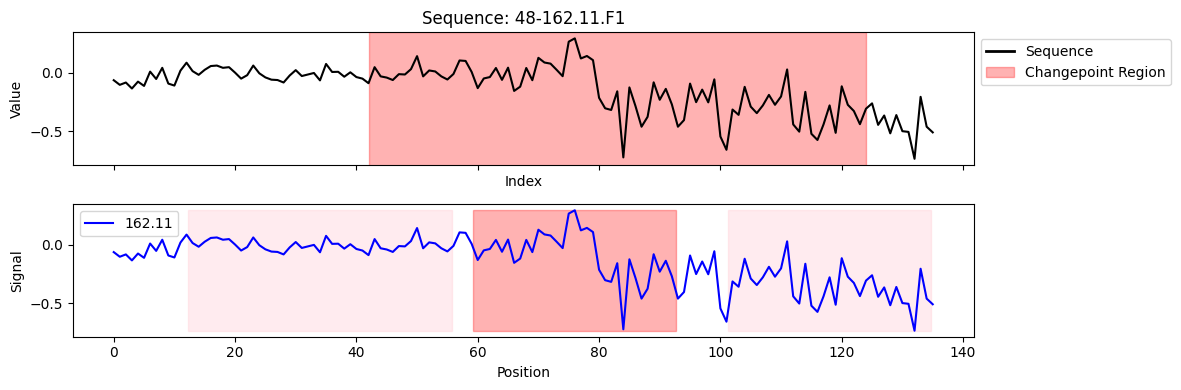 Sequence: 48-162.11.F1
Value
0.0
−0.5
Index
Sequence
Changepoint Region
Signal
0.0
−0.5
162.11
0 20 40 60 80 100 120 140
Position